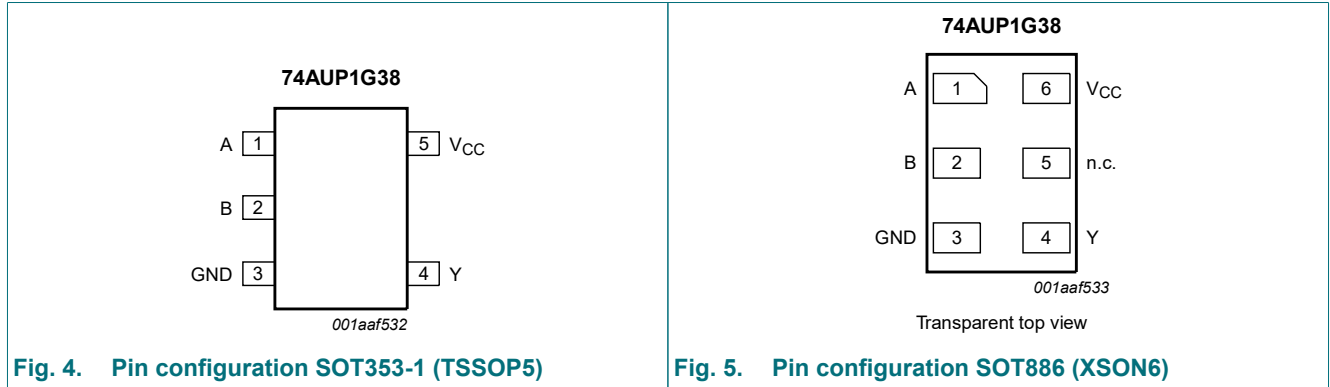 74AUP1G38
A 1 5 VCC
B 2
GND 3 4 Y
001aaf532
Fig. 4. Pin configuration SOT353-1 (TSSOP5)
74AUP1G38
A 1 6 VCC
B 2 5 n.c.
GND 3 4 Y
001aaf533
Transparent top view
Fig. 5. Pin configuration SOT886 (XSON6)